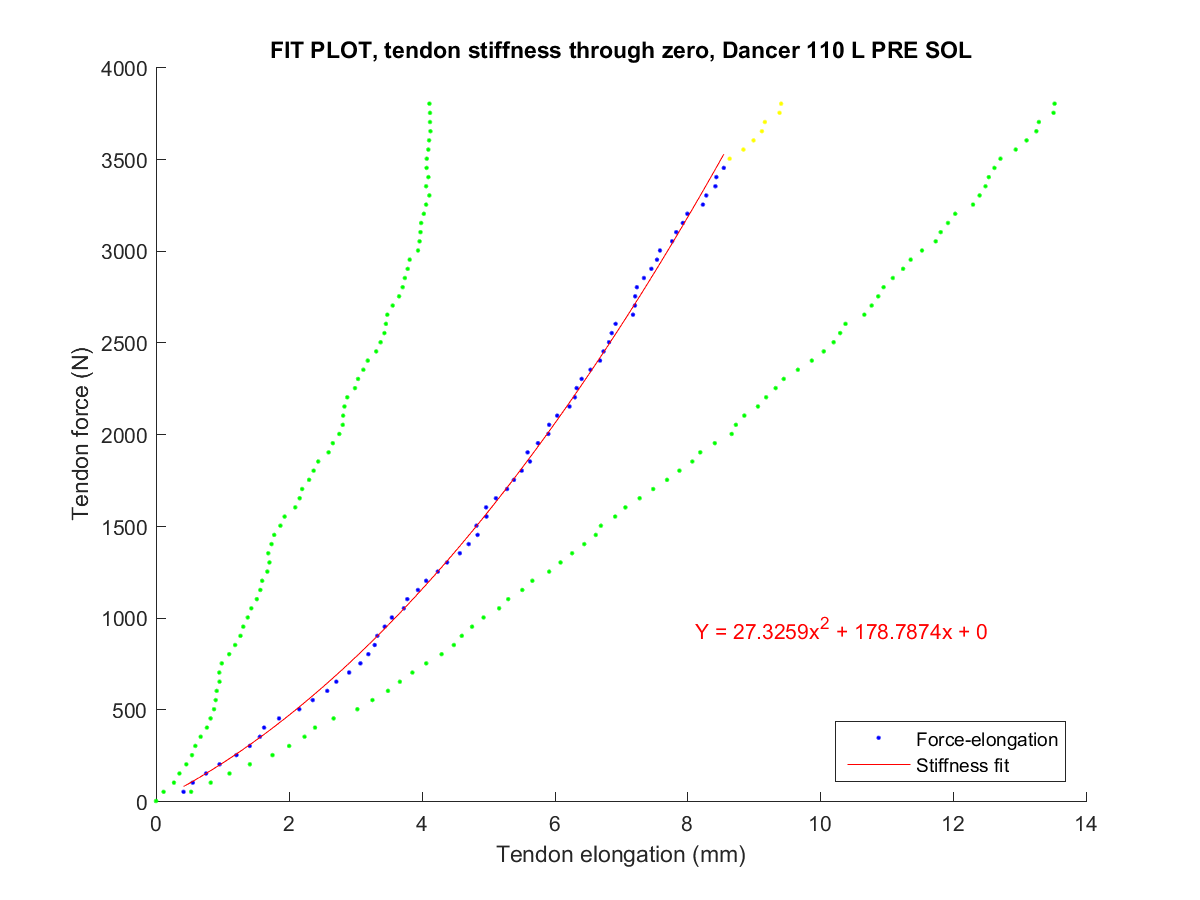 FIT PLOT, tendon stiffness through zero, Dancer 110 L PRE SOL
4000
3500
3000
2500
2000
1500
1000
500
0
Tendon force (N)
Y = 27.3259x^2 + 178.7874x + 0
Force-elongation
Stiffness fit
0 2 4 6 8 10 12 14
Tendon elongation (mm)